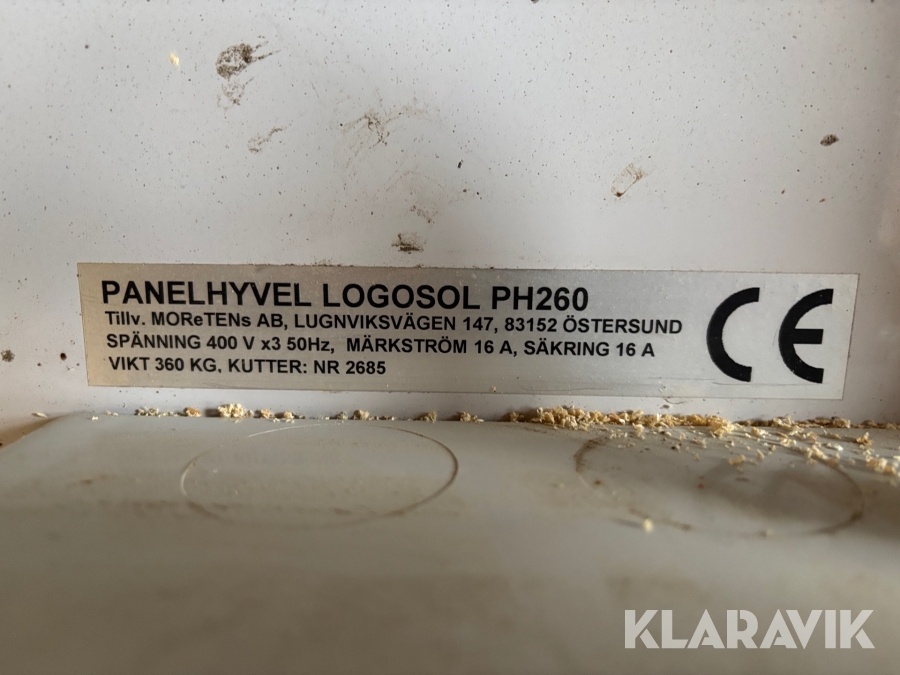 PANELHYVEL LOGOSOL PH260
Tillv. MOReTENs AB, LUGNVIKSVÄGEN 147, 83152 ÖSTERSUND
SPÄNNING 400 V x3 50Hz, MÄRKSTRÖM 16 A, SÄKRING 16 A
VIKT 360 KG, KUTTER: NR 2685
CE
KLARAVIK